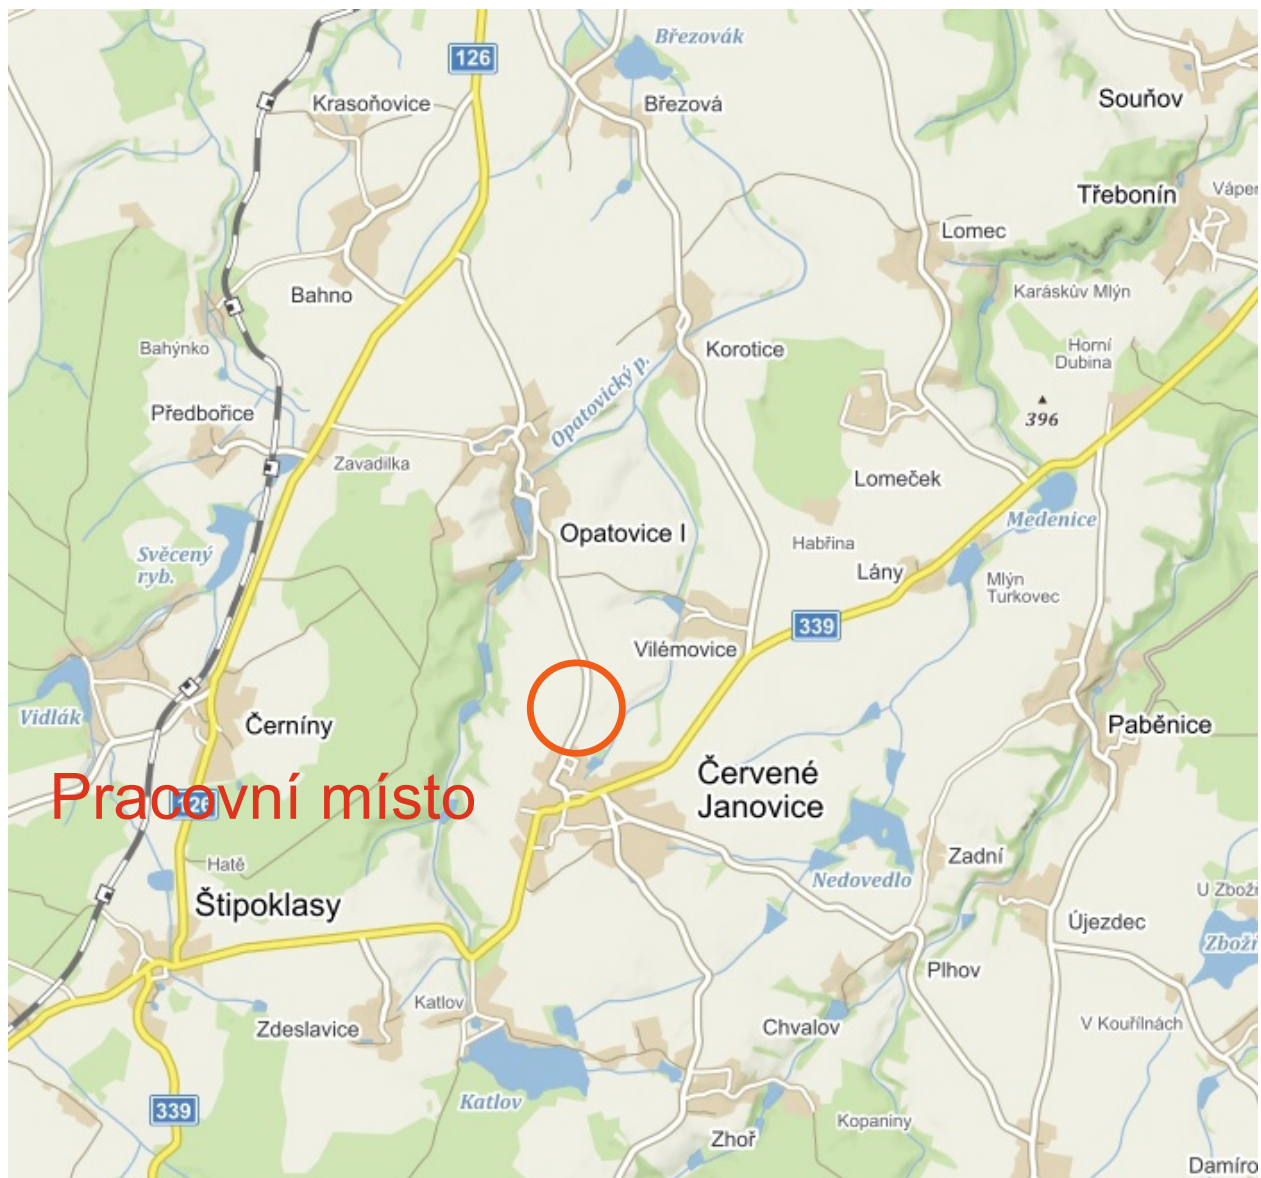 Březovák
126
Krasoňovice
Březová
Souňov
Třebonín
Lomec
Bahno
Karáskův Mlýn
Bahýnko
Korotice
Horní
Dubina
Opatovický p.
Předbořice
396
Zavadilka
Lomeček
Medenice
Opatovice I
Habřina
Svěcený
ryb.
Lány
Mlýn
Turkovec
339
Vilémovice
Vidlák
Černíny
Paběnice
Červené
Janovice
Pracovní místo
126
Hatě
Zadní
Nedovedlo
Štipoklasy
Újezdec
U Zboží
Plhov
Katlov
Zdeslavice
Chvalov
V Kouřílnách
Katlov
339
Kopaniny
Zhoř
Damíro